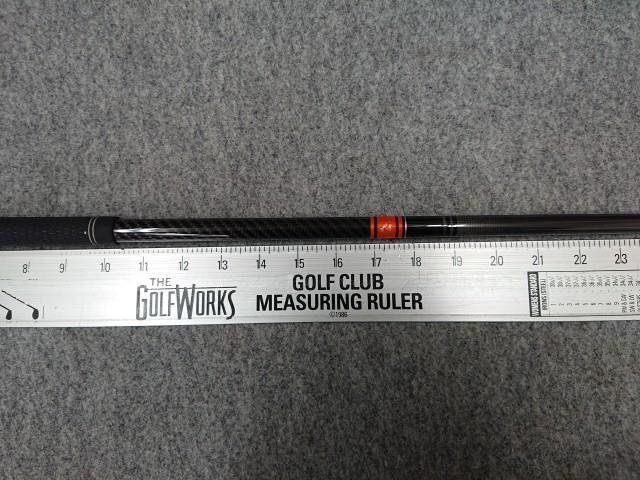 8 9 10 11 12 13 14 15 16 17 18 19 20 21 22 23
THE
GOLFWORKS
GOLF CLUB
MEASURING RULER
©1986